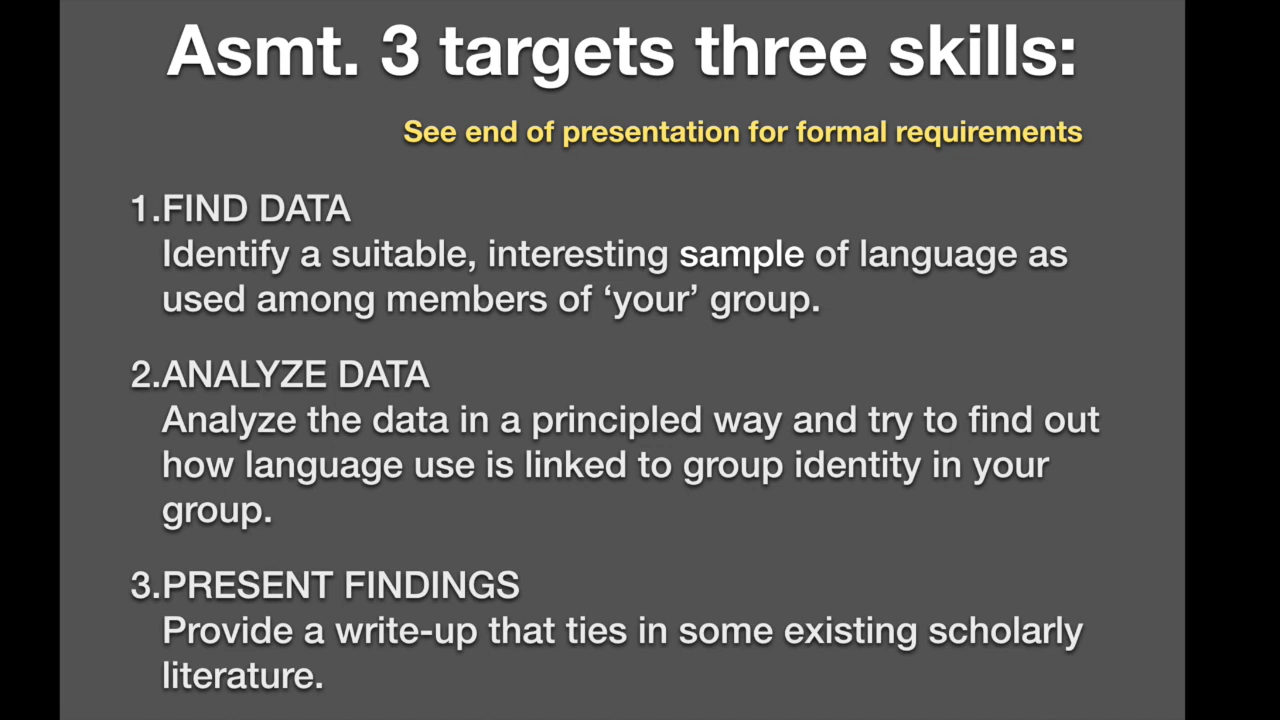 Asmt. 3 targets three skills:
See end of presentation for formal requirements
1.FIND DATA
Identify a suitable, interesting sample of language as
used among members of ‘your’ group.
2.ANALYZE DATA
Analyze the data in a principled way and try to find out
how language use is linked to group identity in your
group.
3.PRESENT FINDINGS
Provide a write-up that ties in some existing scholarly
literature.